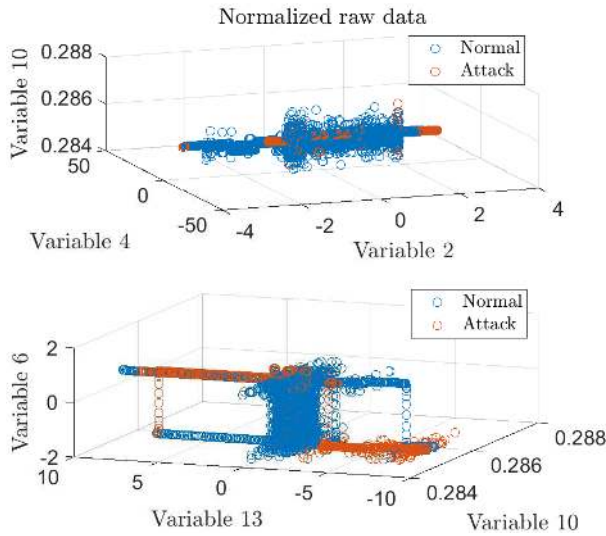 Normalized raw data
Normal
Attack
0.288
0.286
0.284
Variable 10
50
0
-50
Variable 4
-4
-2
0
2
4
Variable 2
Normal
Attack
2
0
-2
Variable 6
10
5
0
-5
-10
Variable 13
0.284
0.286
0.288
Variable 10